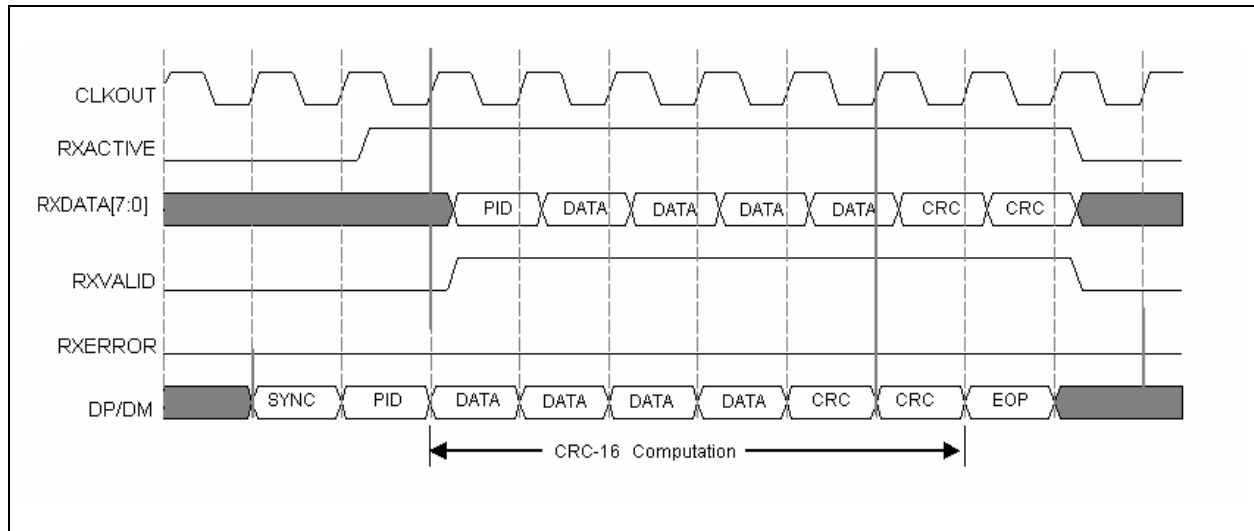 CLKOUT
RXACTIVE
RXDATA[7:0] PID DATA DATA DATA DATA CRC CRC
RXVALID
RXERROR
DP/DM SYNC PID DATA DATA DATA DATA CRC CRC EOP
CRC-16 Computation